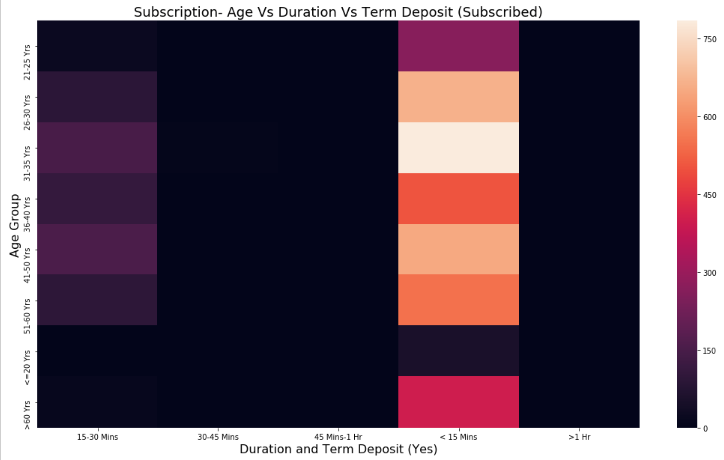 Subscription- Age Vs Duration Vs Term Deposit (Subscribed)
Age Group
21-25 Yrs
26-30 Yrs
31-35 Yrs
36-40 Yrs
41-50 Yrs
51-60 Yrs
<=20 Yrs
>60 Yrs
15-30 Mins
30-45 Mins
45 Mins-1 Hr
< 15 Mins
>1 Hr
Duration and Term Deposit (Yes)
750
600
450
300
150
0